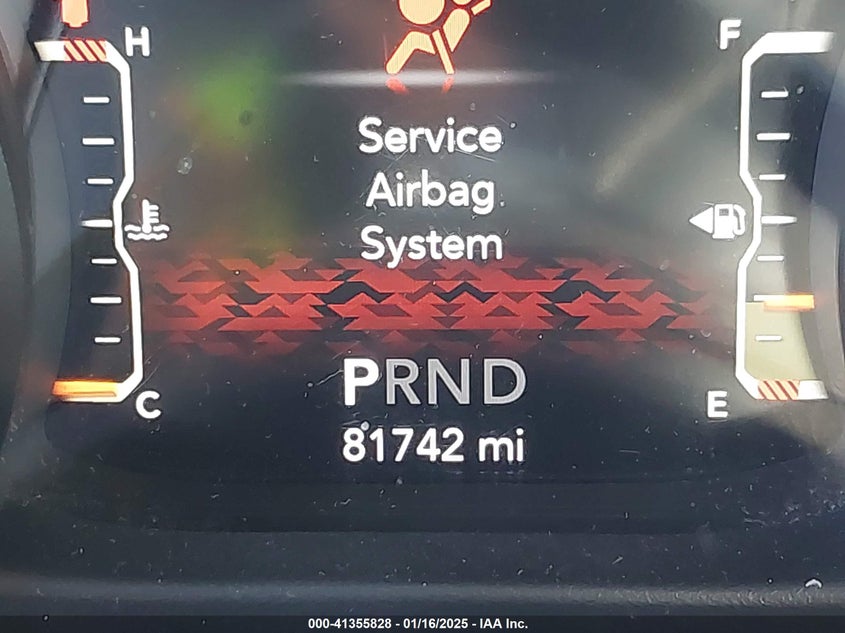 H
F
Service
Airbag
System
PRND
C
E
81742 mi
000-41355828 - 01/16/2025 - IAA Inc.